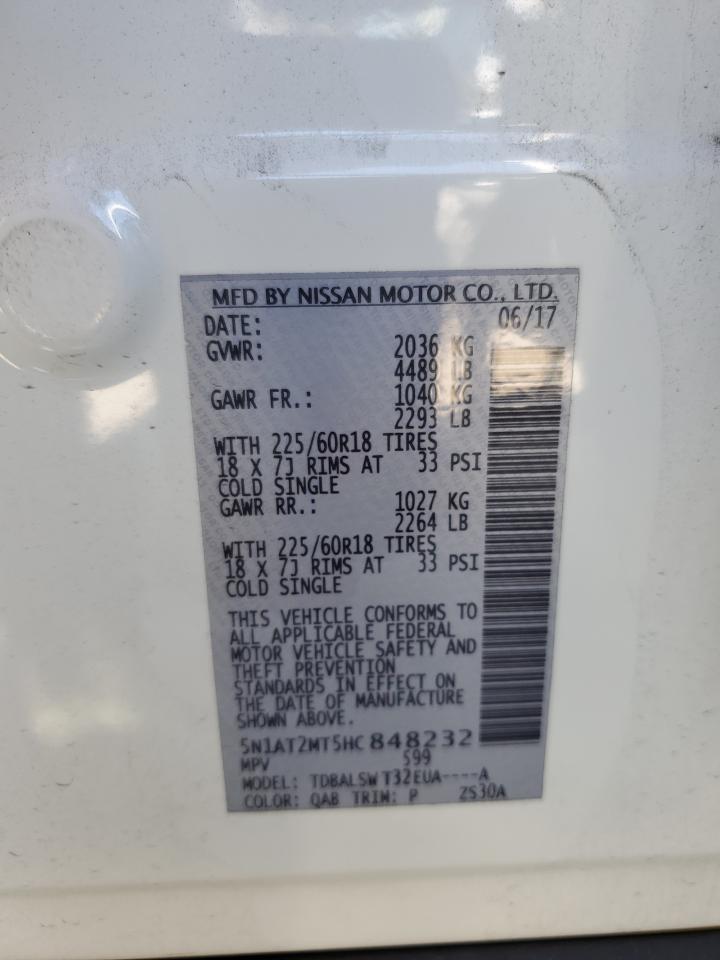 MFD BY NISSAN MOTOR CO., LTD.
DATE: 06/17
GVWR: 2036 KG
4489 LB
GAWR FR.: 1040 KG
2293 LB
WITH 225/60R18 TIRES
18 X 7J RIMS AT 33 PSI
COLD SINGLE
GAWR RR.: 1027 KG
2264 LB
WITH 225/60R18 TIRES
18 X 7J RIMS AT 33 PSI
COLD SINGLE
THIS VEHICLE CONFORMS TO
ALL APPLICABLE FEDERAL
MOTOR VEHICLE SAFETY AND
THEFT PREVENTION
STANDARDS IN EFFECT ON
THE DATE OF MANUFACTURE
SHOWN ABOVE.
5N1AT2MT5HC848232
MPV 599
MODEL: TDBALSW T32EUA----A
COLOR: QAB TRIM: P ZS30A